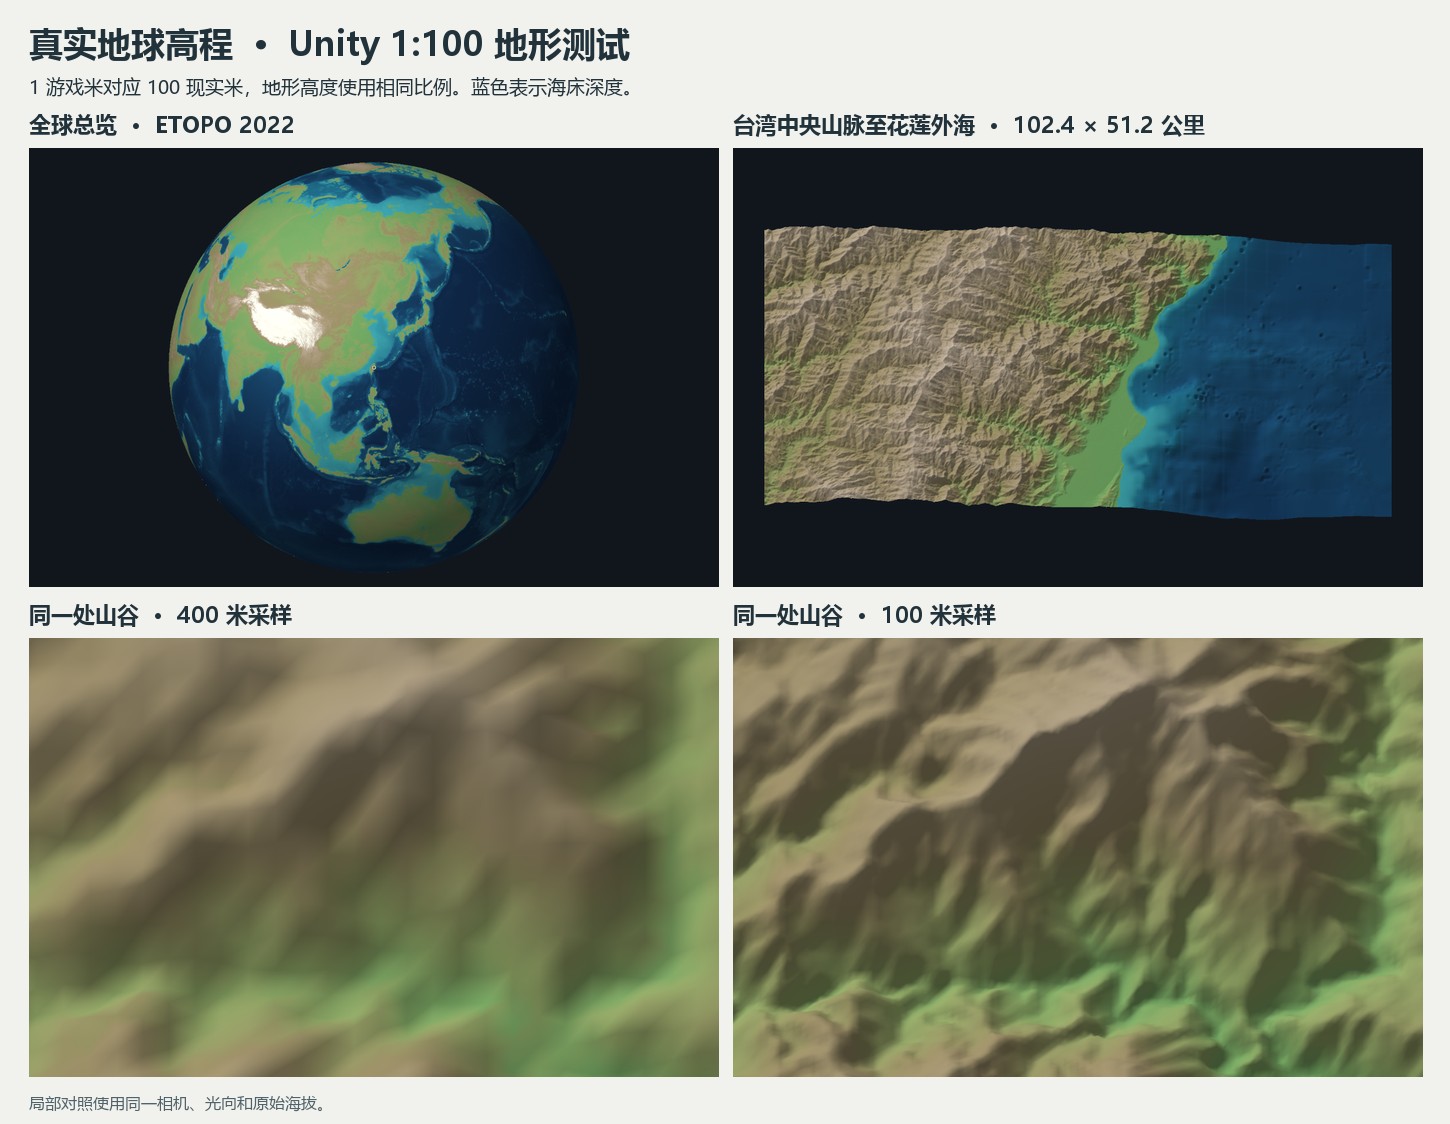 真实地球高程 • Unity 1:100 地形测试
1 游戏米对应 100 现实米，地形高度使用相同比例。蓝色表示海床深度。
全球总览 • ETOPO 2022
台湾中央山脉至花莲外海 • 102.4 × 51.2 公里
同一处山谷 • 400 米采样
同一处山谷 • 100 米采样
局部对照使用同一相机、光向和原始海拔。